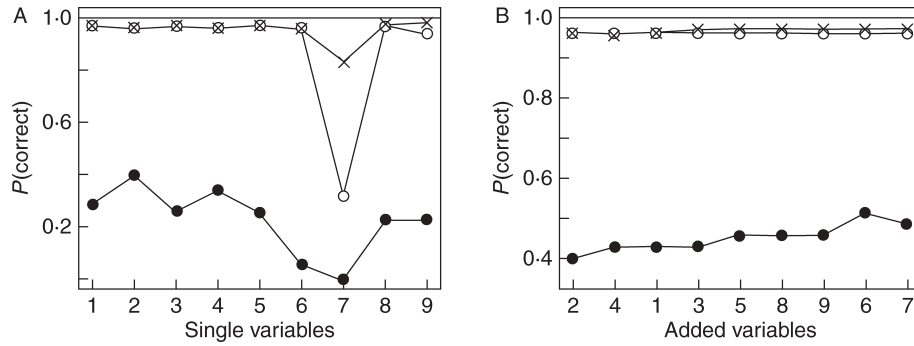 A
1·0
0·6
0·2
P(correct)
1 2 3 4 5 6 7 8 9
Single variables
B
1·0
0·8
0·6
0·4
P(correct)
2 4 1 3 5 8 9 6 7
Added variables